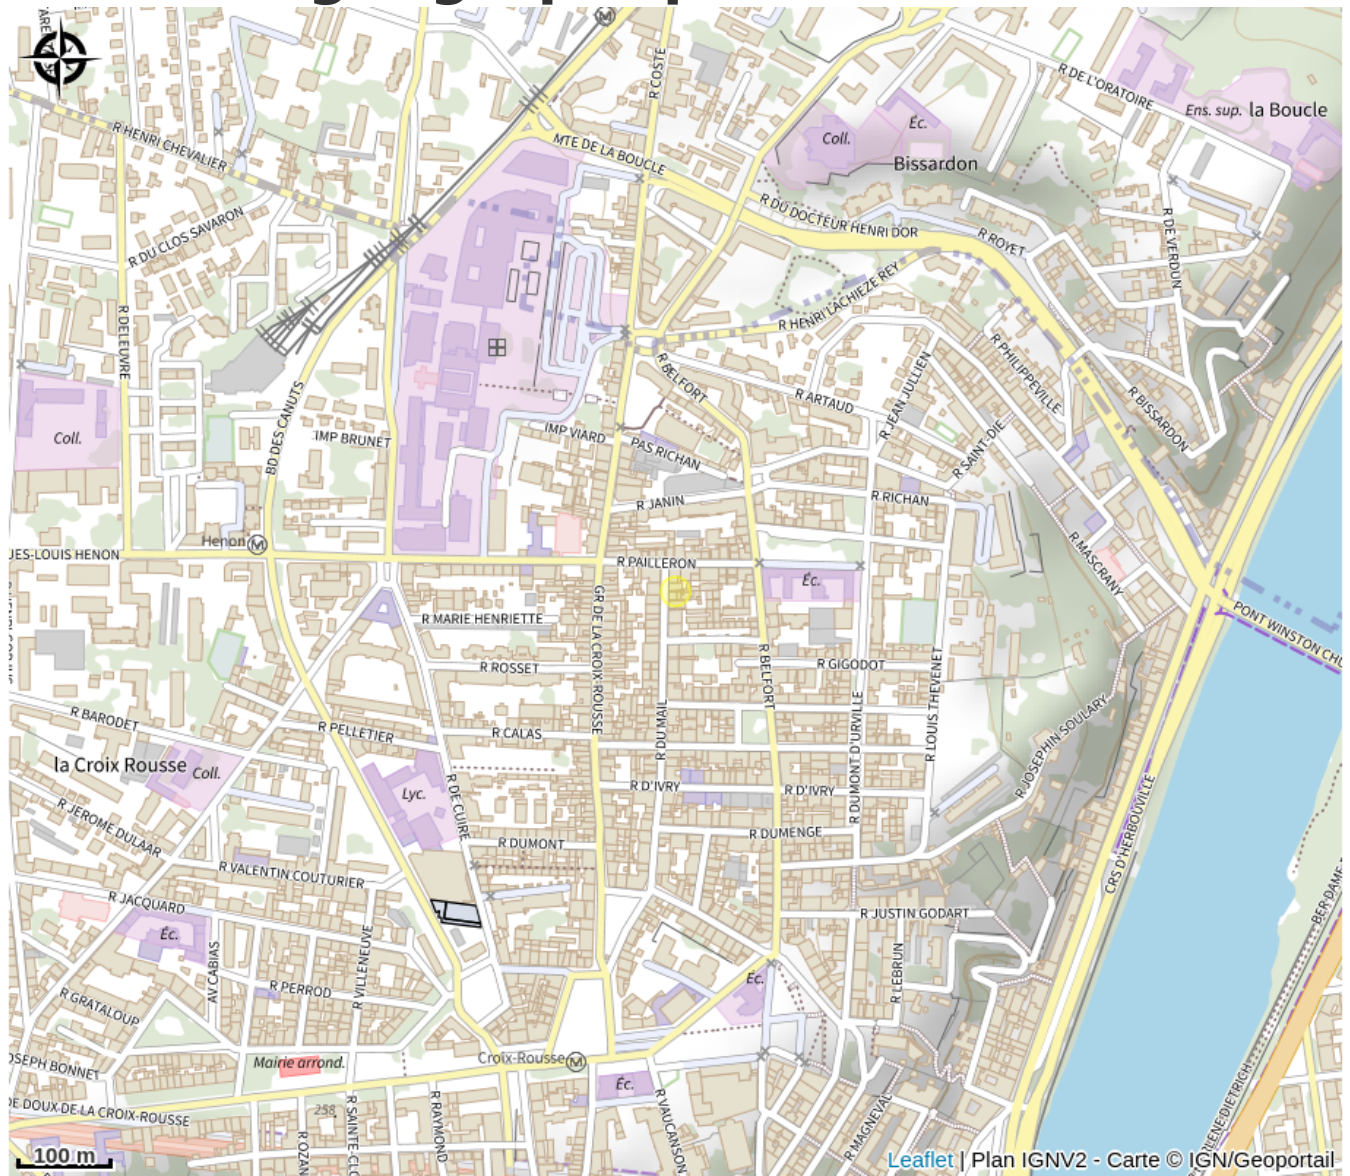 R COSTE
R DE L'ORATOIRE
Ens. sup.
la Boucle
R HENRI CHEVALIER
MTE DE LA BOUCLE
Coll.
Éc.
Bissardon
R DU CLOS SAVARON
R DU DOCTEUR HENRI DOR
R ROYET
R DE VERDUN
R HENRI LACHIEZE REY
R DELEUVRE
R BELFORT
R PHILIPPEVILLE
R ARTAUD
R JEAN JULLIEN
R BISSARDON
Coll.
BD DES CANUTS
IMP BRUNET
IMP VIARD
PAS RICHAN
R SAINT-DIE
R JANIN
R RICHAN
Henon
M
UES-LOUIS HENON
R PAILLERON
R MASCRANY
Éc.
PONT WINSTON CHU
R MARIE HENRIETTE
GR DE LA CROIX-ROUSSE
R ROSSET
R BELFORT
R GIGODOT
R BARODET
R PELLETIER
R CALAS
R DU MAIL
R DUMONT D'URVILLE
R LOUIS THEVENET
R JOSEPHIN SOULARY
la Croix Rousse
Coll.
Lyc.
R DE CUIRE
R D'IVRY
R D'IVRY
CRS D'HERBOUVILLE
R JEROME DULAAR
R DUMONT
R DUMENGE
R VALENTIN COUTURIER
R JACQUARD
R JUSTIN GODART
BER DAME
Éc.
AV CABIAS
R VILLENEUVE
R PERROD
R LEBRUN
Éc.
R GRATALOUP
OSEPH BONNET
Mairie arrond.
Croix-Rousse
M
Éc.
DE DOUX DE LA CROIX-ROUSSE
258
R OZAN
R SAINTE-CL
R RAYMOND
R VAUCANSON
R MAGNEVAL
LENE DIETRICH
100 m
Leaflet | Plan IGNV2 - Carte © IGN/Geoportail